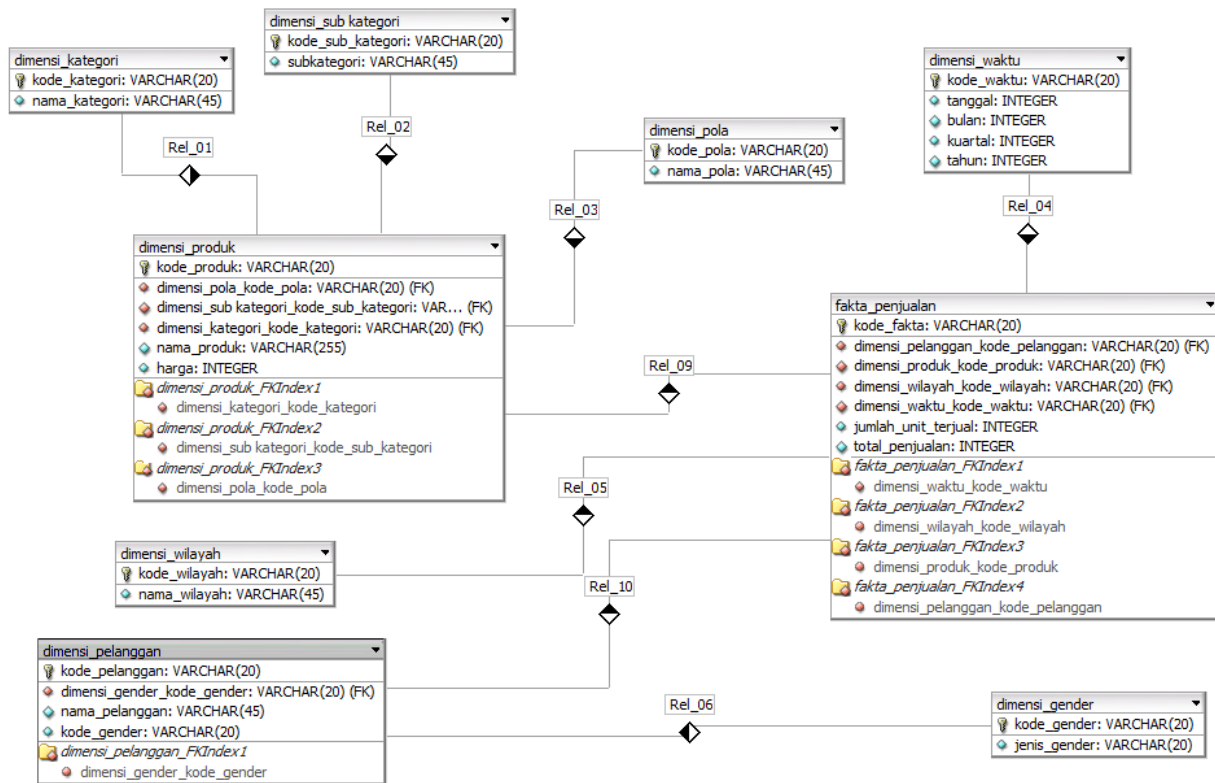 dimensi_sub kategori
kode_sub_kategori: VARCHAR(20)
subkategori: VARCHAR(45)
dimensi_kategori
kode_kategori: VARCHAR(20)
nama_kategori: VARCHAR(45)
dimensi_waktu
kode_waktu: VARCHAR(20)
tanggal: INTEGER
bulan: INTEGER
kuartal: INTEGER
tahun: INTEGER
Rel_01
Rel_02
dimensi_pola
kode_pola: VARCHAR(20)
nama_pola: VARCHAR(45)
Rel_03
Rel_04
dimensi_produk
kode_produk: VARCHAR(20)
dimensi_pola_kode_pola: VARCHAR(20) (FK)
dimensi_sub kategori_kode_sub_kategori: VAR... (FK)
dimensi_kategori_kode_kategori: VARCHAR(20) (FK)
nama_produk: VARCHAR(255)
harga: INTEGER
dimensi_produk_FKIndex1
dimensi_kategori_kode_kategori
dimensi_produk_FKIndex2
dimensi_sub kategori_kode_sub_kategori
dimensi_produk_FKIndex3
dimensi_pola_kode_pola
fakta_penjualan
kode_fakta: VARCHAR(20)
dimensi_pelanggan_kode_pelanggan: VARCHAR(20) (FK)
dimensi_produk_kode_produk: VARCHAR(20) (FK)
dimensi_wilayah_kode_wilayah: VARCHAR(20) (FK)
dimensi_waktu_kode_waktu: VARCHAR(20) (FK)
jumlah_unit_terjual: INTEGER
total_penjualan: INTEGER
fakta_penjualan_FKIndex1
dimensi_waktu_kode_waktu
fakta_penjualan_FKIndex2
dimensi_wilayah_kode_wilayah
fakta_penjualan_FKIndex3
dimensi_produk_kode_produk
fakta_penjualan_FKIndex4
dimensi_pelanggan_kode_pelanggan
Rel_09
Rel_05
dimensi_wilayah
kode_wilayah: VARCHAR(20)
nama_wilayah: VARCHAR(45)
Rel_10
dimensi_pelanggan
kode_pelanggan: VARCHAR(20)
dimensi_gender_kode_gender: VARCHAR(20) (FK)
nama_pelanggan: VARCHAR(45)
kode_gender: VARCHAR(20)
dimensi_pelanggan_FKIndex1
dimensi_gender_kode_gender
Rel_06
dimensi_gender
kode_gender: VARCHAR(20)
jenis_gender: VARCHAR(20)